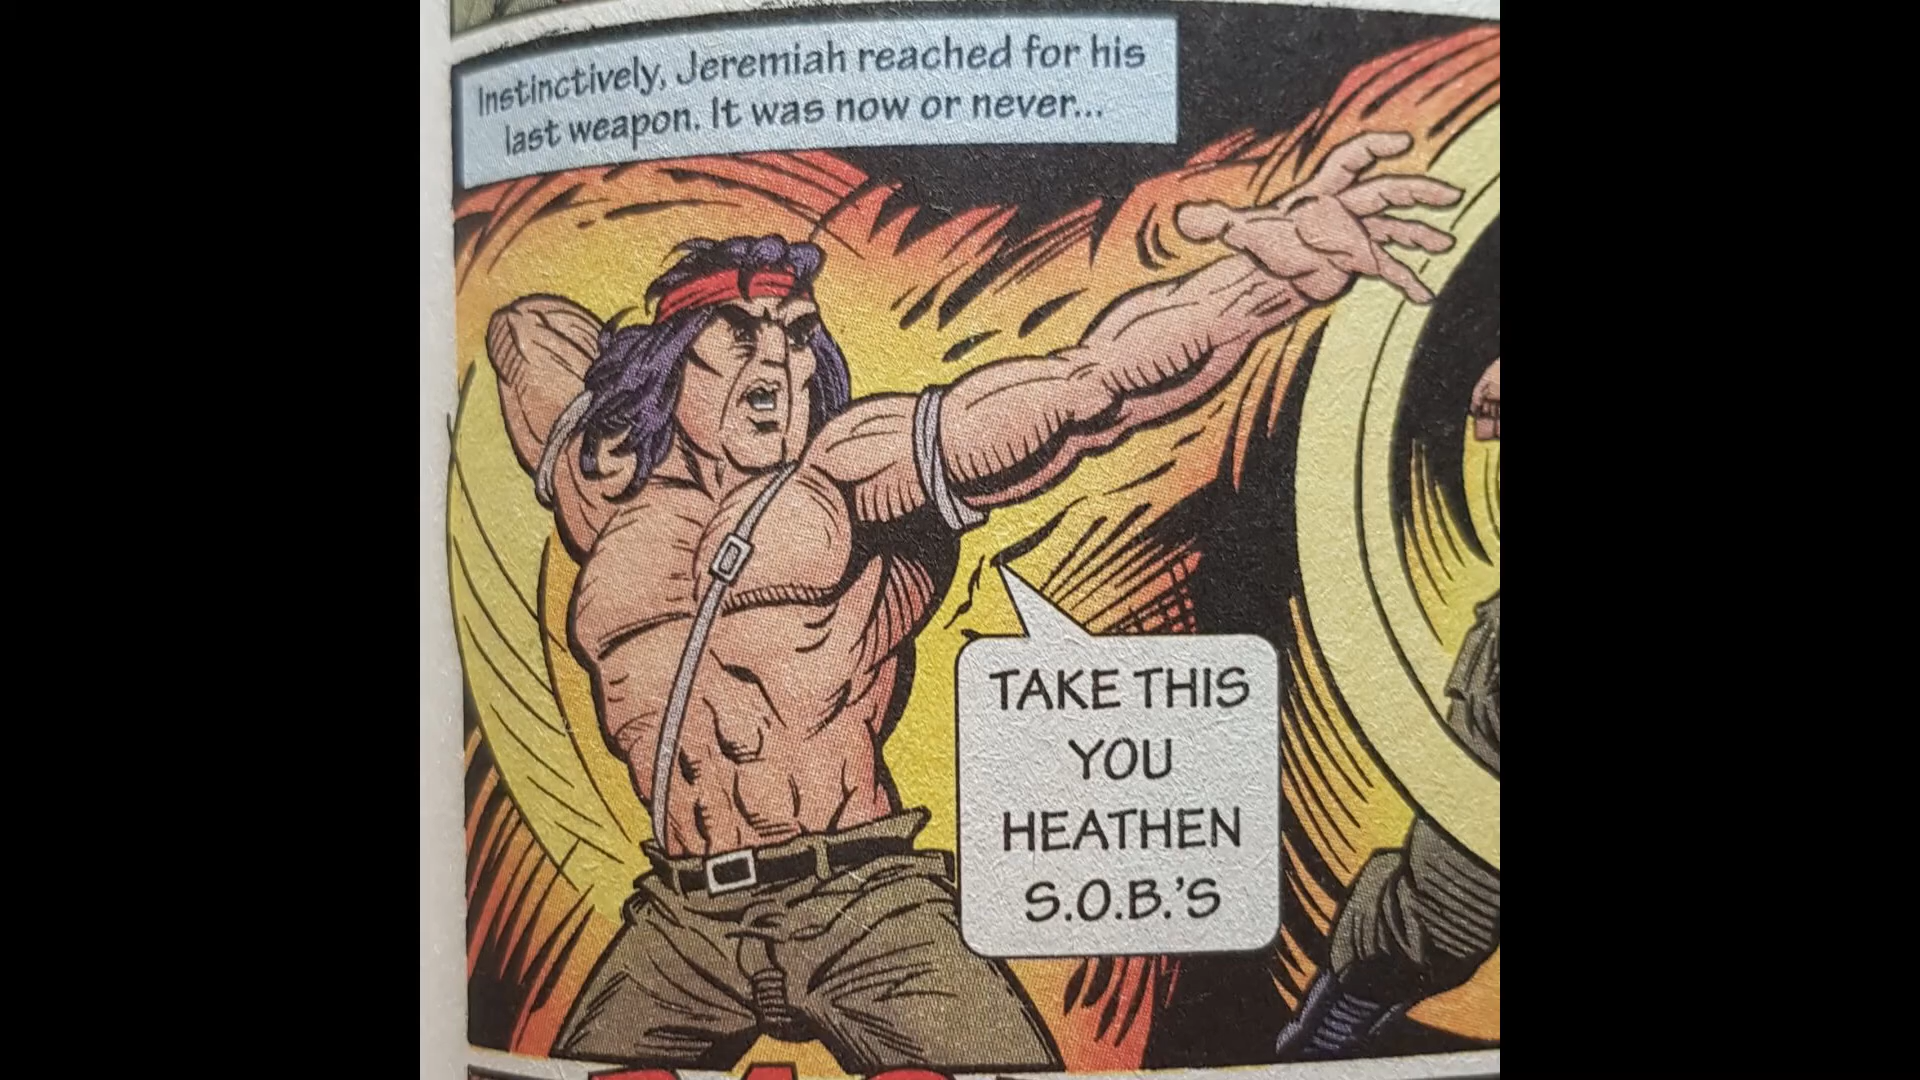 Instinctively, Jeremiah reached for his
last weapon. It was now or never...
TAKE THIS
YOU
HEATHEN
S.O.B.'S